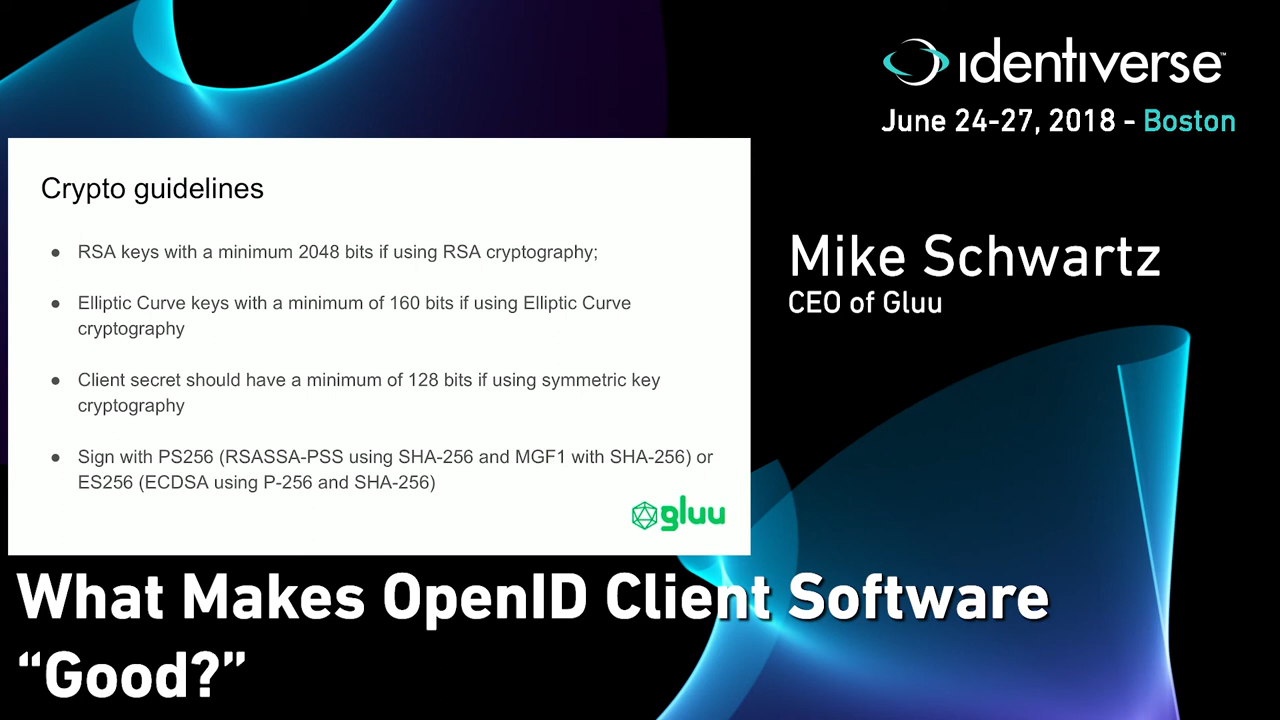 identiverse™
June 24-27, 2018 - Boston
Crypto guidelines
● RSA keys with a minimum 2048 bits if using RSA cryptography;
● Elliptic Curve keys with a minimum of 160 bits if using Elliptic Curve
cryptography
● Client secret should have a minimum of 128 bits if using symmetric key
cryptography
● Sign with PS256 (RSASSA-PSS using SHA-256 and MGF1 with SHA-256) or
ES256 (ECDSA using P-256 and SHA-256)
gluu
Mike Schwartz
CEO of Gluu
What Makes OpenID Client Software
“Good?”